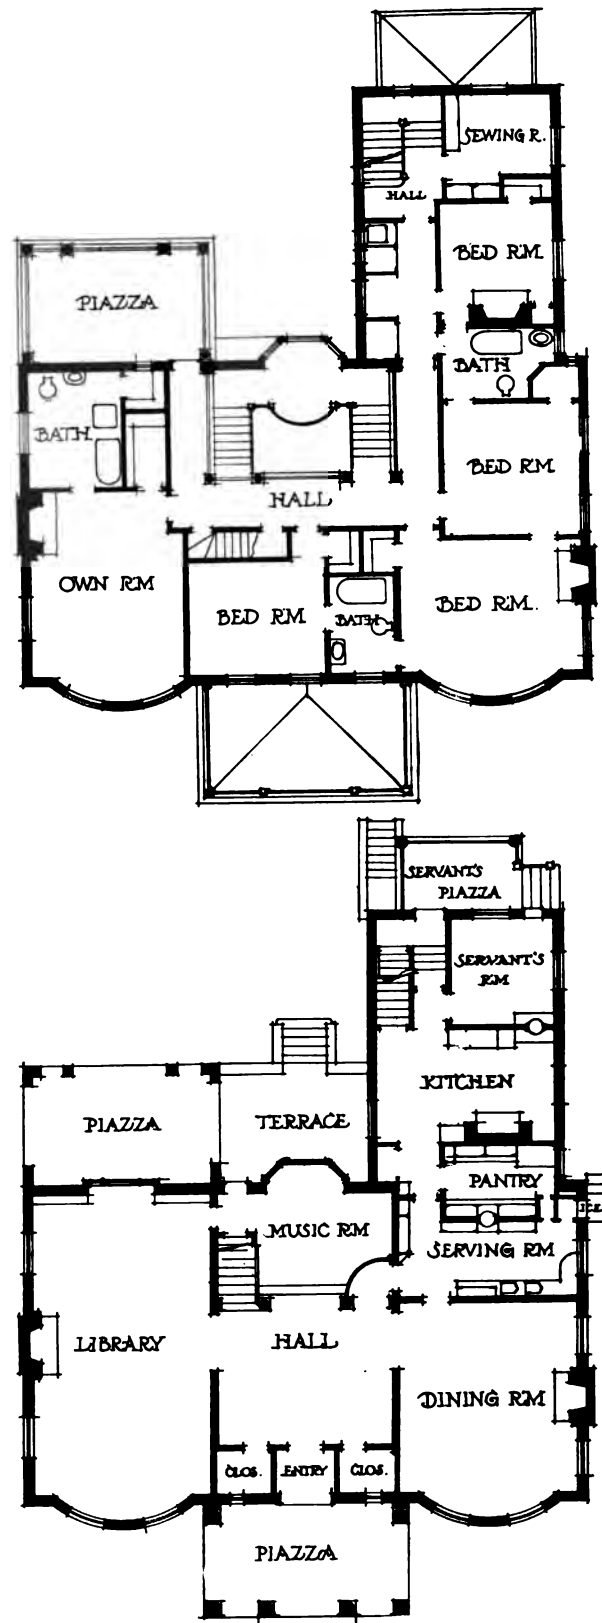 SEWING R.
HALL
BED RM.
PIAZZA
BATH
BATH
BED RM.
HALL
OWN RM
BED RM.
BATH
BED RM.
SERVANT'S
PIAZZA
SERVANT'S
RM
KITCHEN
PIAZZA
TERRACE
PANTRY
MUSIC RM
ICE
SERVING RM
LIBRARY
HALL
DINING RM
CLOS.
ENTRY
CLOS.
PIAZZA